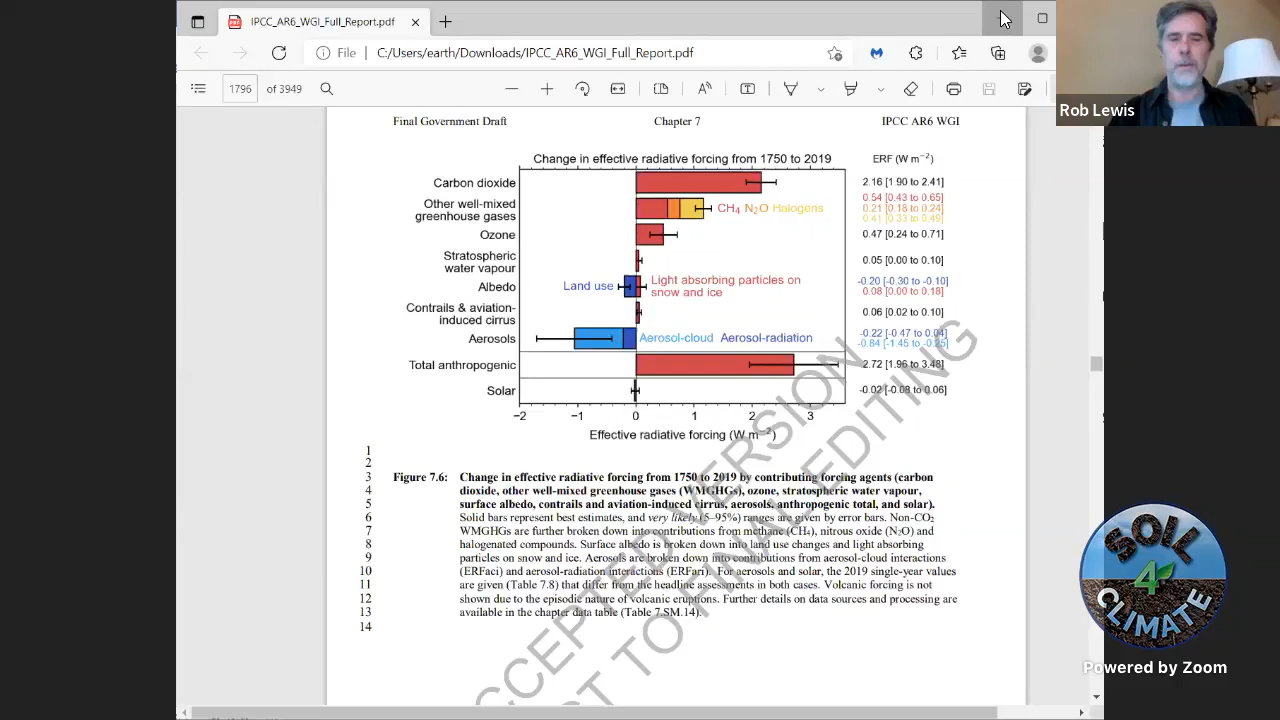 IPCC_AR6_WGI_Full_Report.pdf
File C:/Users/earth/Downloads/IPCC_AR6_WGI_Full_Report.pdf
1796 of 3949
Rob Lewis
Final Government Draft Chapter 7 IPCC AR6 WGI
Change in effective radiative forcing from 1750 to 2019 ERF (W m−2)
Carbon dioxide 2.16 [1.90 to 2.41]
Other well-mixed
greenhouse gases
CH4 N2O Halogens
0.54 [0.43 to 0.65]
0.21 [0.18 to 0.24]
0.41 [0.33 to 0.49]
Ozone 0.47 [0.24 to 0.71]
Stratospheric
water vapour
0.05 [0.00 to 0.10]
Albedo
Land use
Light absorbing particles on
snow and ice
-0.20 [-0.30 to -0.10]
0.08 [0.00 to 0.18]
Contrails & aviation-
induced cirrus
0.06 [0.02 to 0.10]
Aerosols Aerosol-cloud Aerosol-radiation
-0.22 [-0.47 to 0.04]
-0.84 [-1.45 to -0.25]
Total anthropogenic 2.72 [1.96 to 3.48]
Solar -0.02 [-0.08 to 0.06]
−2 −1 0 1 2 3
Effective radiative forcing (W m−2)
1
2
3 Figure 7.6: Change in effective radiative forcing from 1750 to 2019 by contributing forcing agents (carbon
4 dioxide, other well-mixed greenhouse gases (WMGHGs), ozone, stratospheric water vapour,
5 surface albedo, contrails and aviation-induced cirrus, aerosols, anthropogenic total, and solar).
6 Solid bars represent best estimates, and very likely (5–95%) ranges are given by error bars. Non-CO2
7 WMGHGs are further broken down into contributions from methane (CH4), nitrous oxide (N2O) and
8 halogenated compounds. Surface albedo is broken down into land use changes and light absorbing
9 particles on snow and ice. Aerosols are broken down into contributions from aerosol-cloud interactions
10 (ERFaci) and aerosol-radiation interactions (ERFari). For aerosols and solar, the 2019 single-year values
11 are given (Table 7.8) that differ from the headline assessments in both cases. Volcanic forcing is not
12 shown due to the episodic nature of volcanic eruptions. Further details on data sources and processing are
13 available in the chapter data table (Table 7.SM.14).
14
CCEPTED VERSION
CT TO FINAL EDITING
SOIL
4
CLIMATE
Powered by Zoom